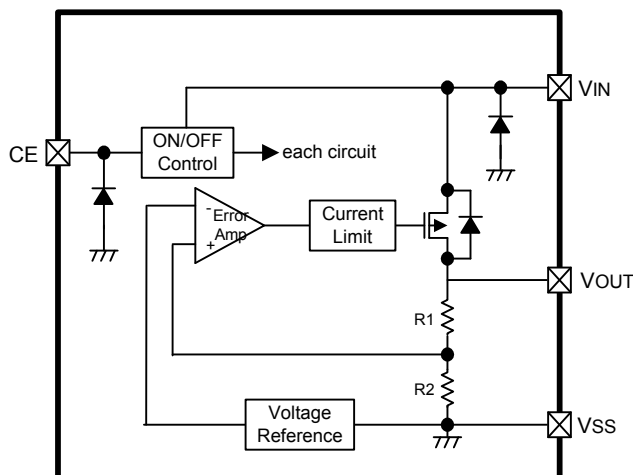 VIN
CE
ON/OFF
Control
each circuit
-
Error
Amp
+
Current
Limit
VOUT
R1
R2
Voltage
Reference
VSS